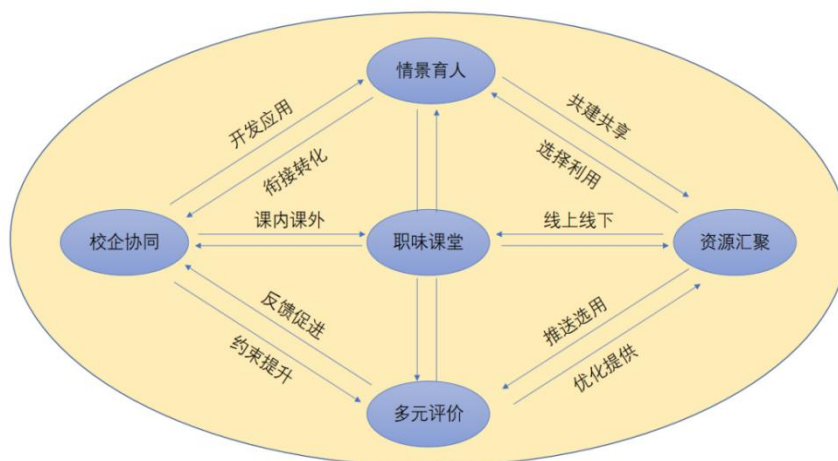 情景育人
开发应用
共建共享
衔接转化
选择利用
校企协同
课内课外
职味课堂
线上线下
资源汇聚
反馈促进
推送选用
约束提升
优化提供
多元评价